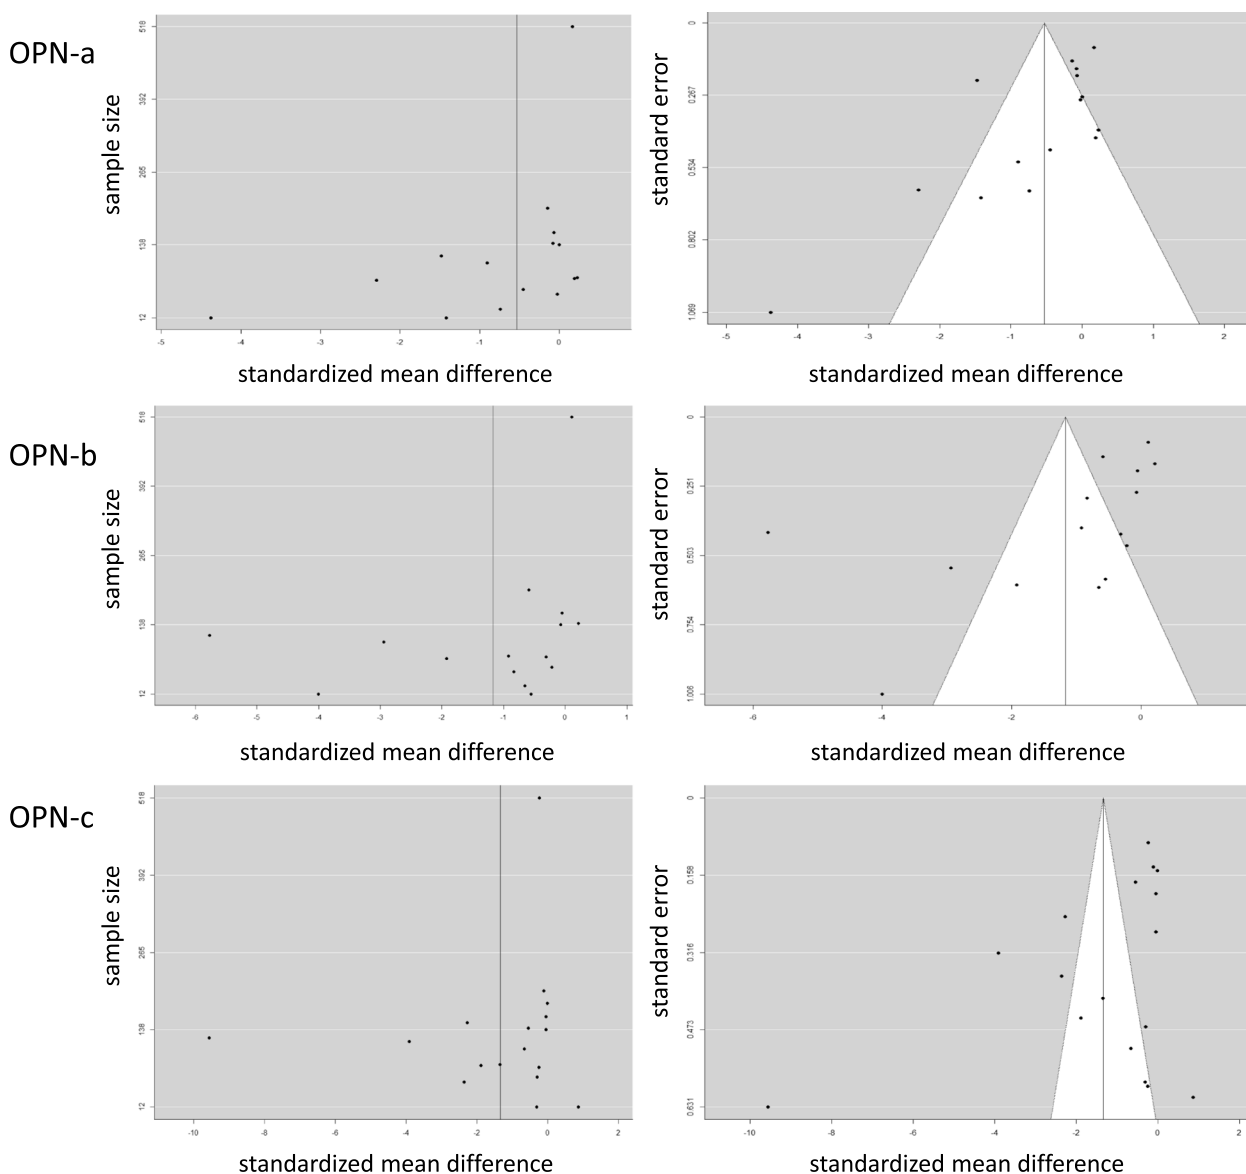 OPN-a
sample size
518
392
265
138
12
-5 -4 -3 -2 -1 0
standardized mean difference
standard error
0
0.267
0.534
0.802
1.069
-5 -4 -3 -2 -1 0 1 2
standardized mean difference
OPN-b
sample size
518
392
265
138
12
-6 -5 -4 -3 -2 -1 0 1
standardized mean difference
standard error
0
0.251
0.503
0.754
1.006
-6 -4 -2 0
standardized mean difference
OPN-c
sample size
518
392
265
138
12
-10 -8 -6 -4 -2 0 2
standardized mean difference
standard error
0
0.158
0.316
0.473
0.631
-10 -8 -6 -4 -2 0 2
standardized mean difference